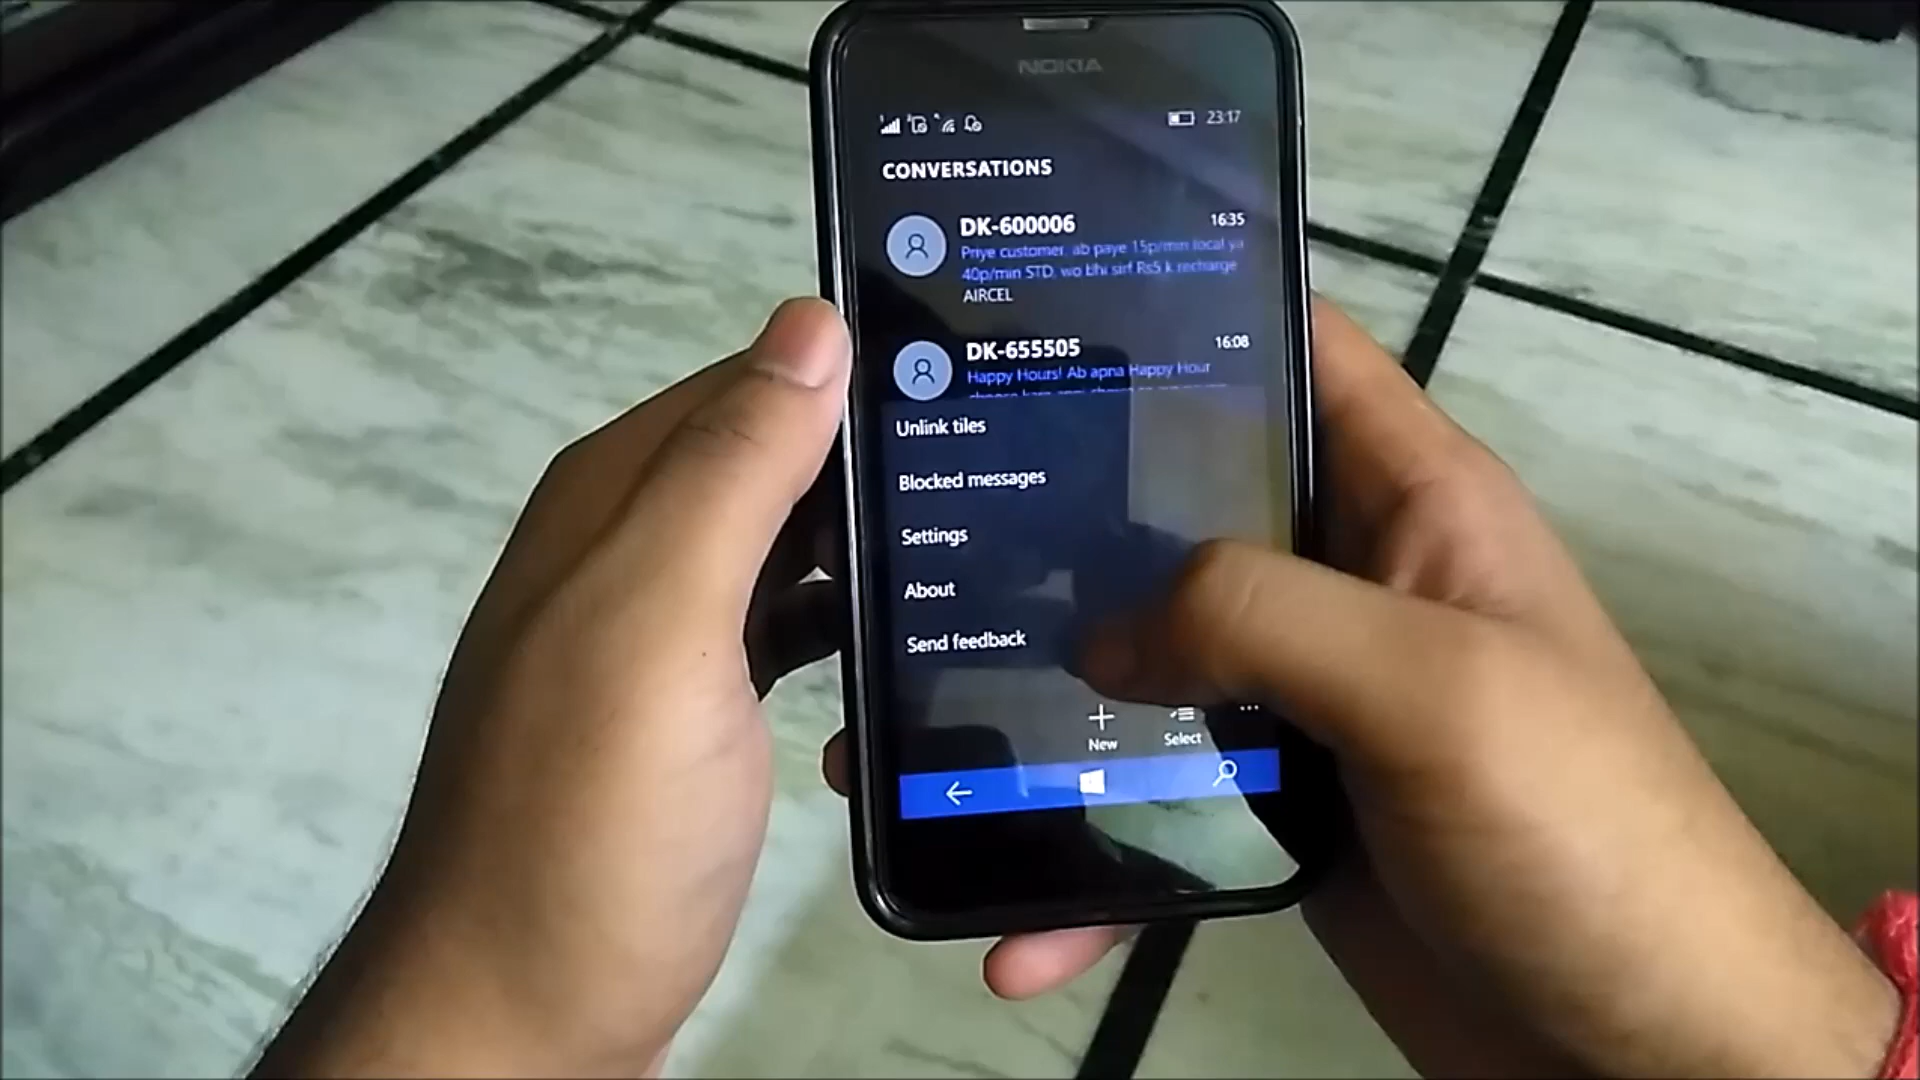 NOKIA
23:17
CONVERSATIONS
DK-600006 16:35
Priye customer, ab paye 15p/min local ya
40p/min STD, wo bhi sirf Rs5 k recharge
AIRCEL
DK-655505 16:08
Happy Hours! Ab apna Happy Hour
Unlink tiles
Blocked messages
Settings
About
Send feedback
New Select